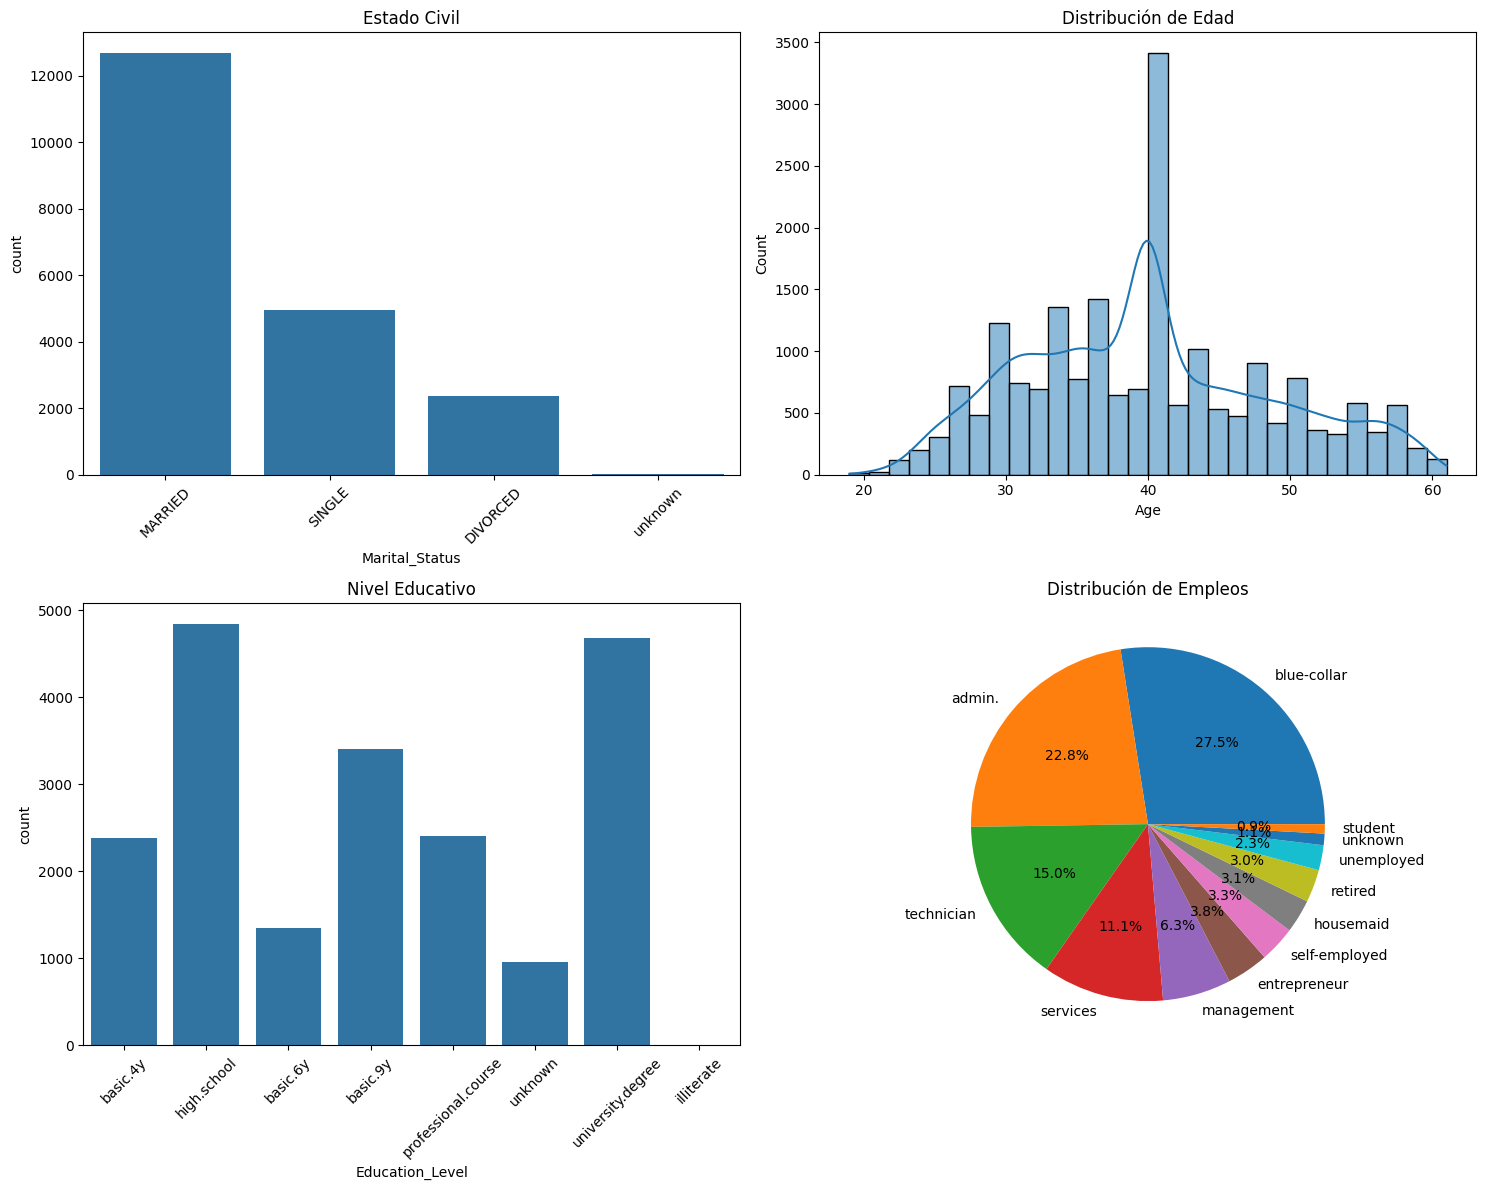 Estado Civil
count
12000
10000
8000
6000
4000
2000
0
MARRIED
SINGLE
DIVORCED
unknown
Marital_Status
Distribución de Edad
Count
3500
3000
2500
2000
1500
1000
500
0
20
30
40
50
60
Age
Nivel Educativo
count
5000
4000
3000
2000
1000
0
basic.4y
high.school
basic.6y
basic.9y
professional.course
unknown
university.degree
illiterate
Education_Level
Distribución de Empleos
blue-collar
27.5%
admin.
22.8%
technician
15.0%
services
11.1%
management
6.3%
entrepreneur
3.8%
self-employed
3.3%
housemaid
3.1%
retired
3.0%
unemployed
2.3%
unknown
1.1%
student
0.9%